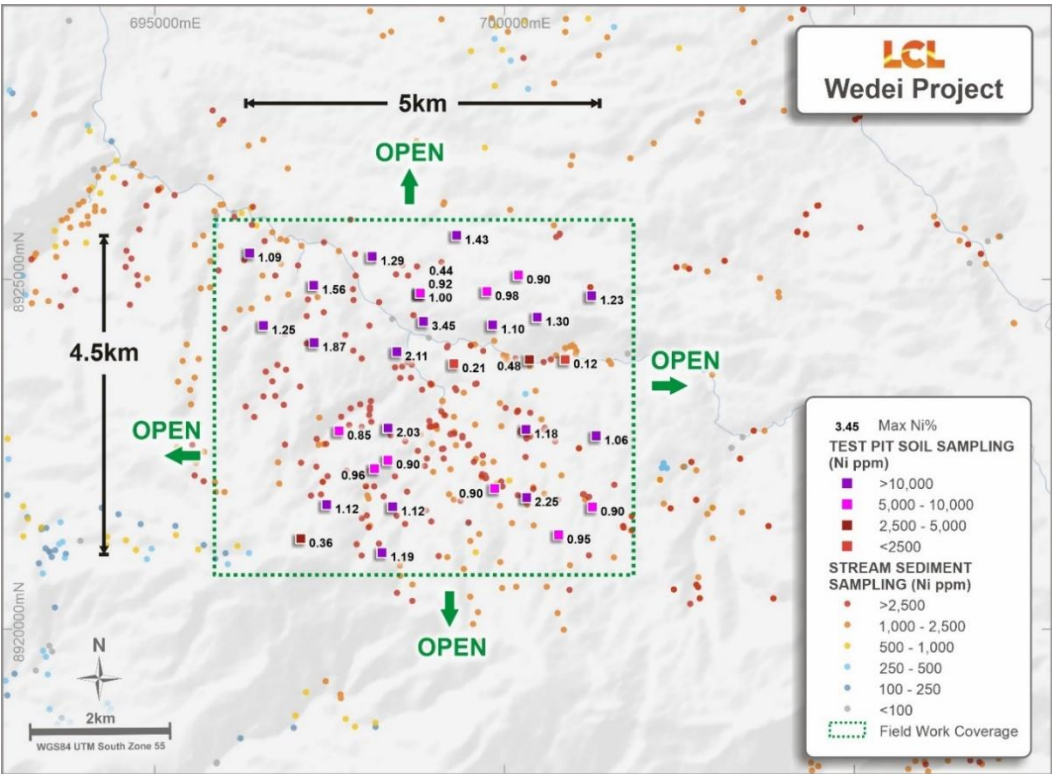 695000mE
700000mE
LCL
Wedei Project
5km
OPEN
1.43
8925000mN
1.09
1.29
0.44
0.92
1.00
0.90
1.56
0.98
1.23
1.25
3.45
1.10
1.30
1.87
4.5km
2.11
0.21
0.48
0.12
OPEN
OPEN
0.85
2.03
1.18
1.06
0.96
0.90
0.90
2.25
0.90
1.12
1.12
0.36
0.95
1.19
OPEN
8920000mN
N
2km
WGS84 UTM South Zone 55
3.45 Max Ni%
TEST PIT SOIL SAMPLING
(Ni ppm)
>10,000
5,000 - 10,000
2,500 - 5,000
<2500
STREAM SEDIMENT
SAMPLING (Ni ppm)
>2,500
1,000 - 2,500
500 - 1,000
250 - 500
100 - 250
<100
Field Work Coverage